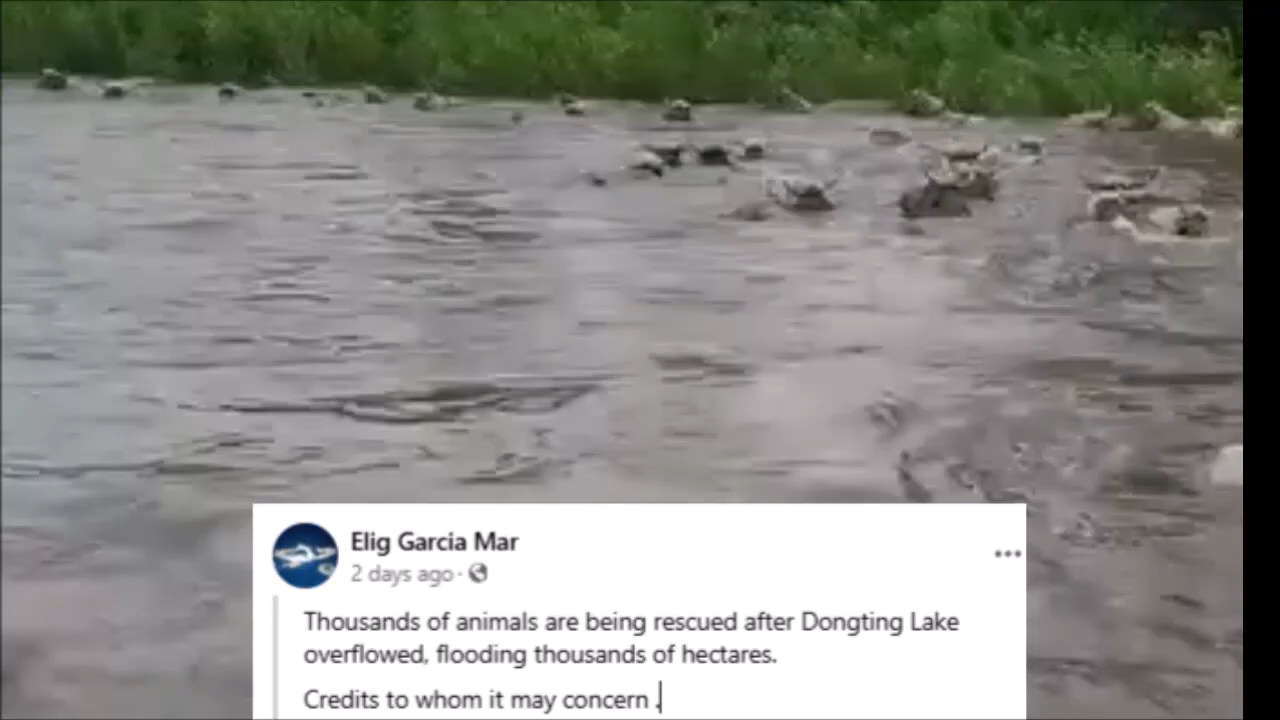 Elig Garcia Mar
2 days ago ·
Thousands of animals are being rescued after Dongting Lake
overflowed, flooding thousands of hectares.
Credits to whom it may concern .